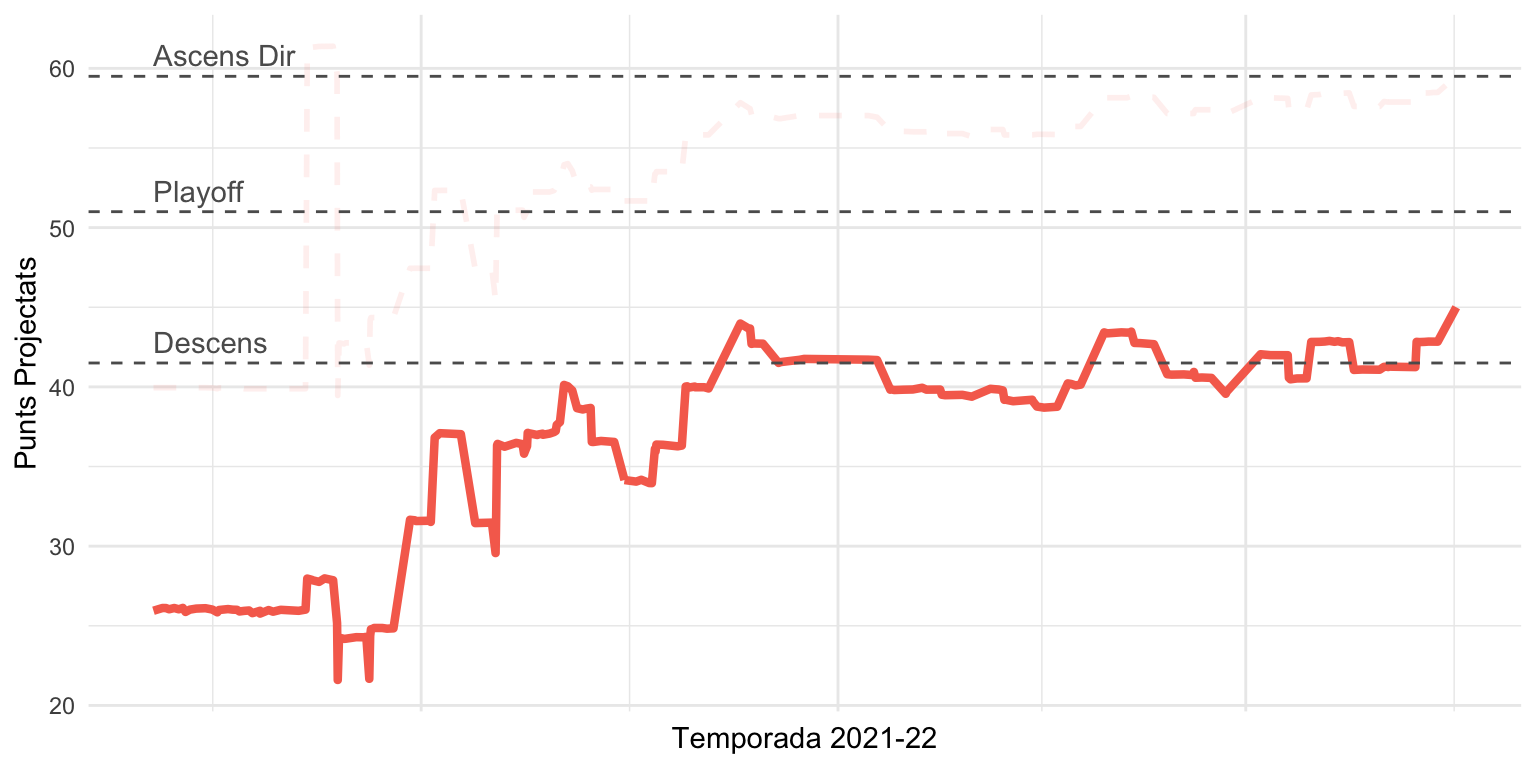 60
50
40
30
20
Punts Projectats
Ascens Dir
Playoff
Descens
Temporada 2021-22